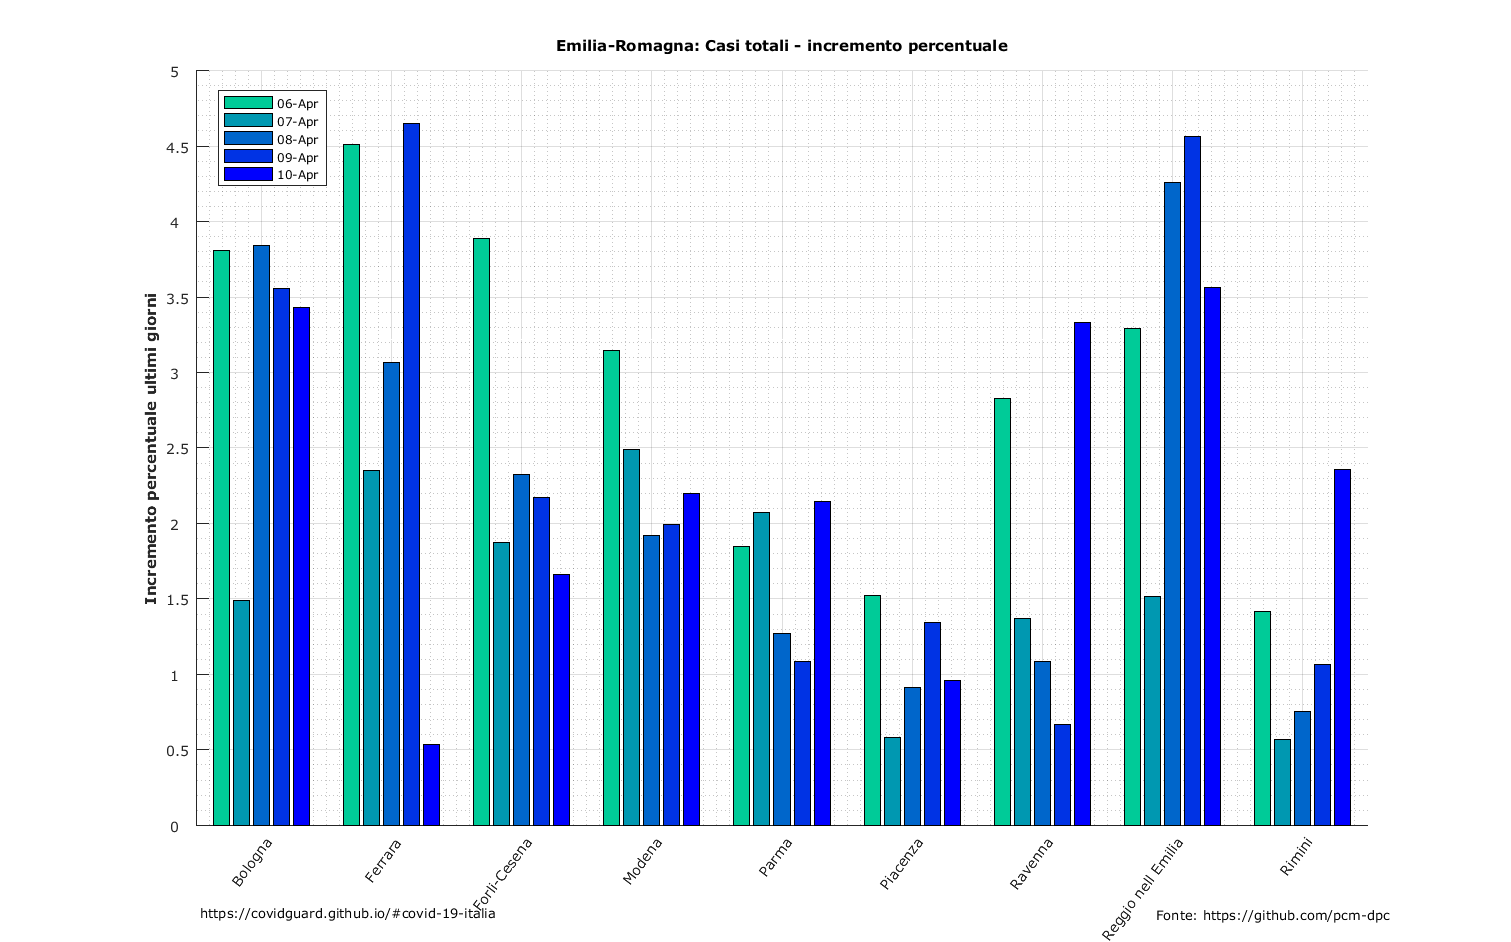 Emilia-Romagna: Casi totali - incremento percentuale
Incremento percentuale ultimi giorni
5
4.5
4
3.5
3
2.5
2
1.5
1
0.5
0
06-Apr
07-Apr
08-Apr
09-Apr
10-Apr
Bologna
Ferrara
Forlì-Cesena
Modena
Parma
Piacenza
Ravenna
Reggio nell Emilia
Rimini
https://covidguard.github.io/#covid-19-italia
Fonte: https://github.com/pcm-dpc